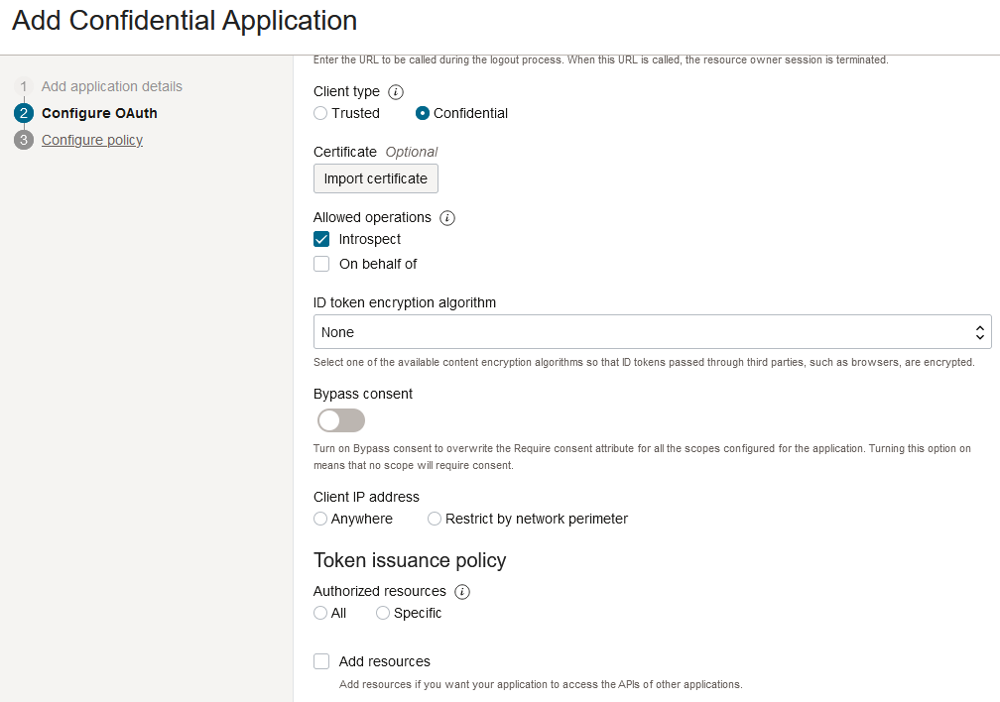 Add Confidential Application
Enter the URL to be called during the logout process. When this URL is called, the resource owner session is terminated.
1 Add application details
2 Configure OAuth
3 Configure policy
Client type i
Trusted Confidential
Certificate Optional
Import certificate
Allowed operations i
Introspect
On behalf of
ID token encryption algorithm
None
Select one of the available content encryption algorithms so that ID tokens passed through third parties, such as browsers, are encrypted.
Bypass consent
Turn on Bypass consent to overwrite the Require consent attribute for all the scopes configured for the application. Turning this option on
means that no scope will require consent.
Client IP address
Anywhere Restrict by network perimeter
Token issuance policy
Authorized resources i
All Specific
Add resources
Add resources if you want your application to access the APIs of other applications.